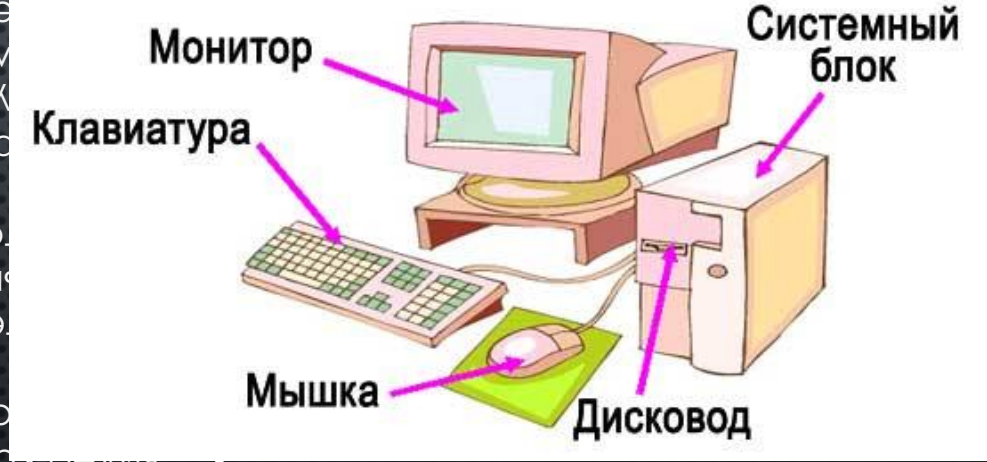 Монитор
Системный
блок
Клавиатура
Мышка
Дисковод